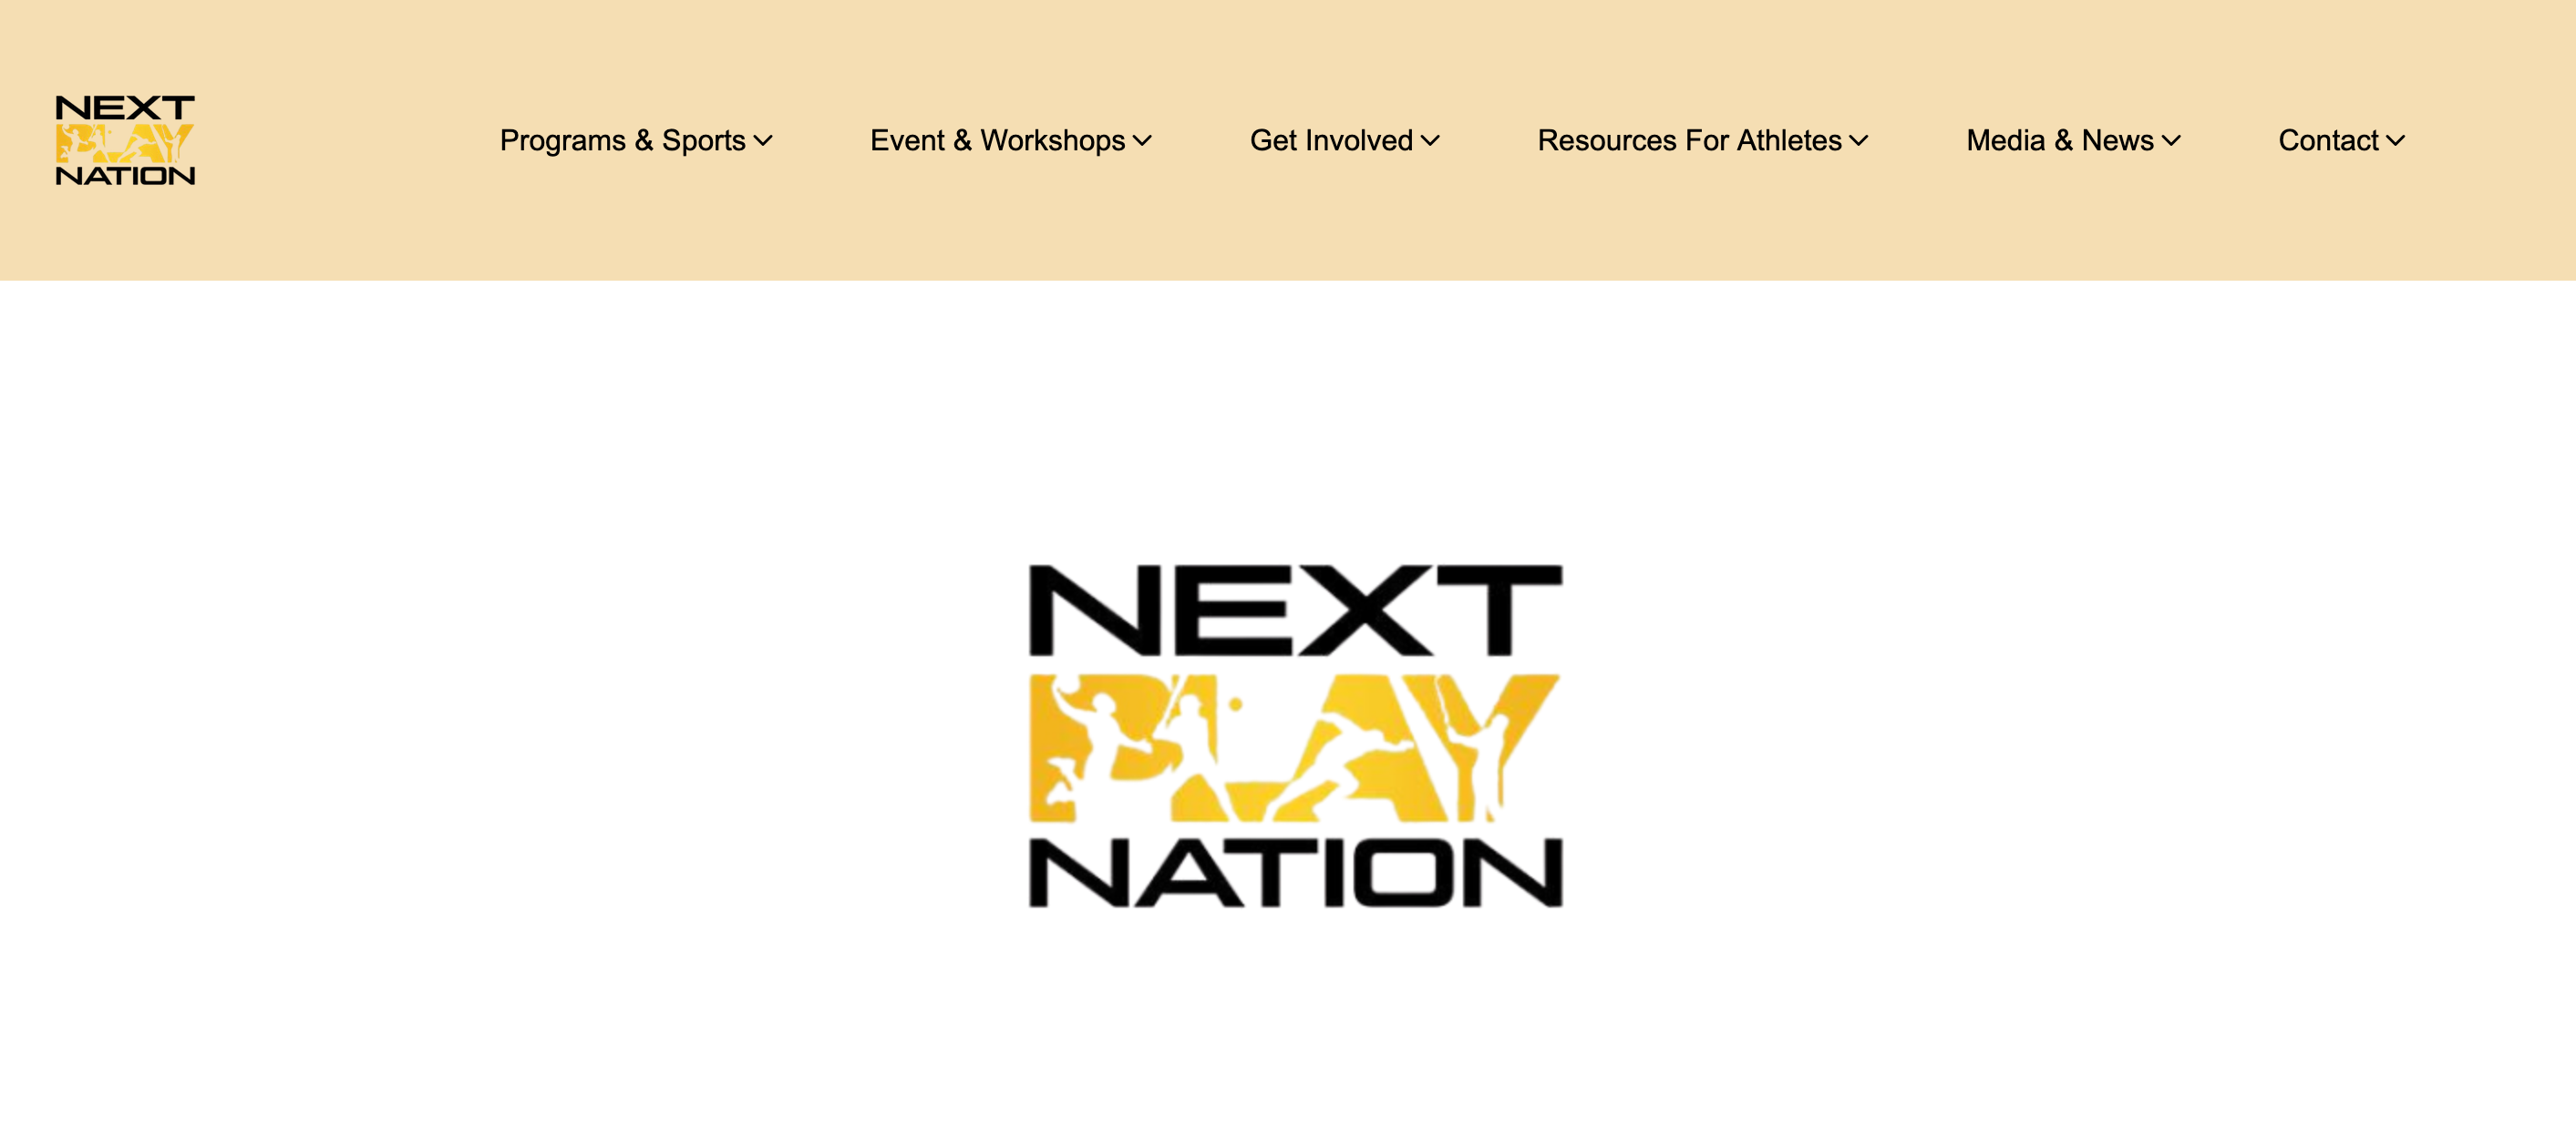 NEXT
PLAY
NATION
Programs & Sports
Event & Workshops
Get Involved
Resources For Athletes
Media & News
Contact
NEXT
PLAY
NATION